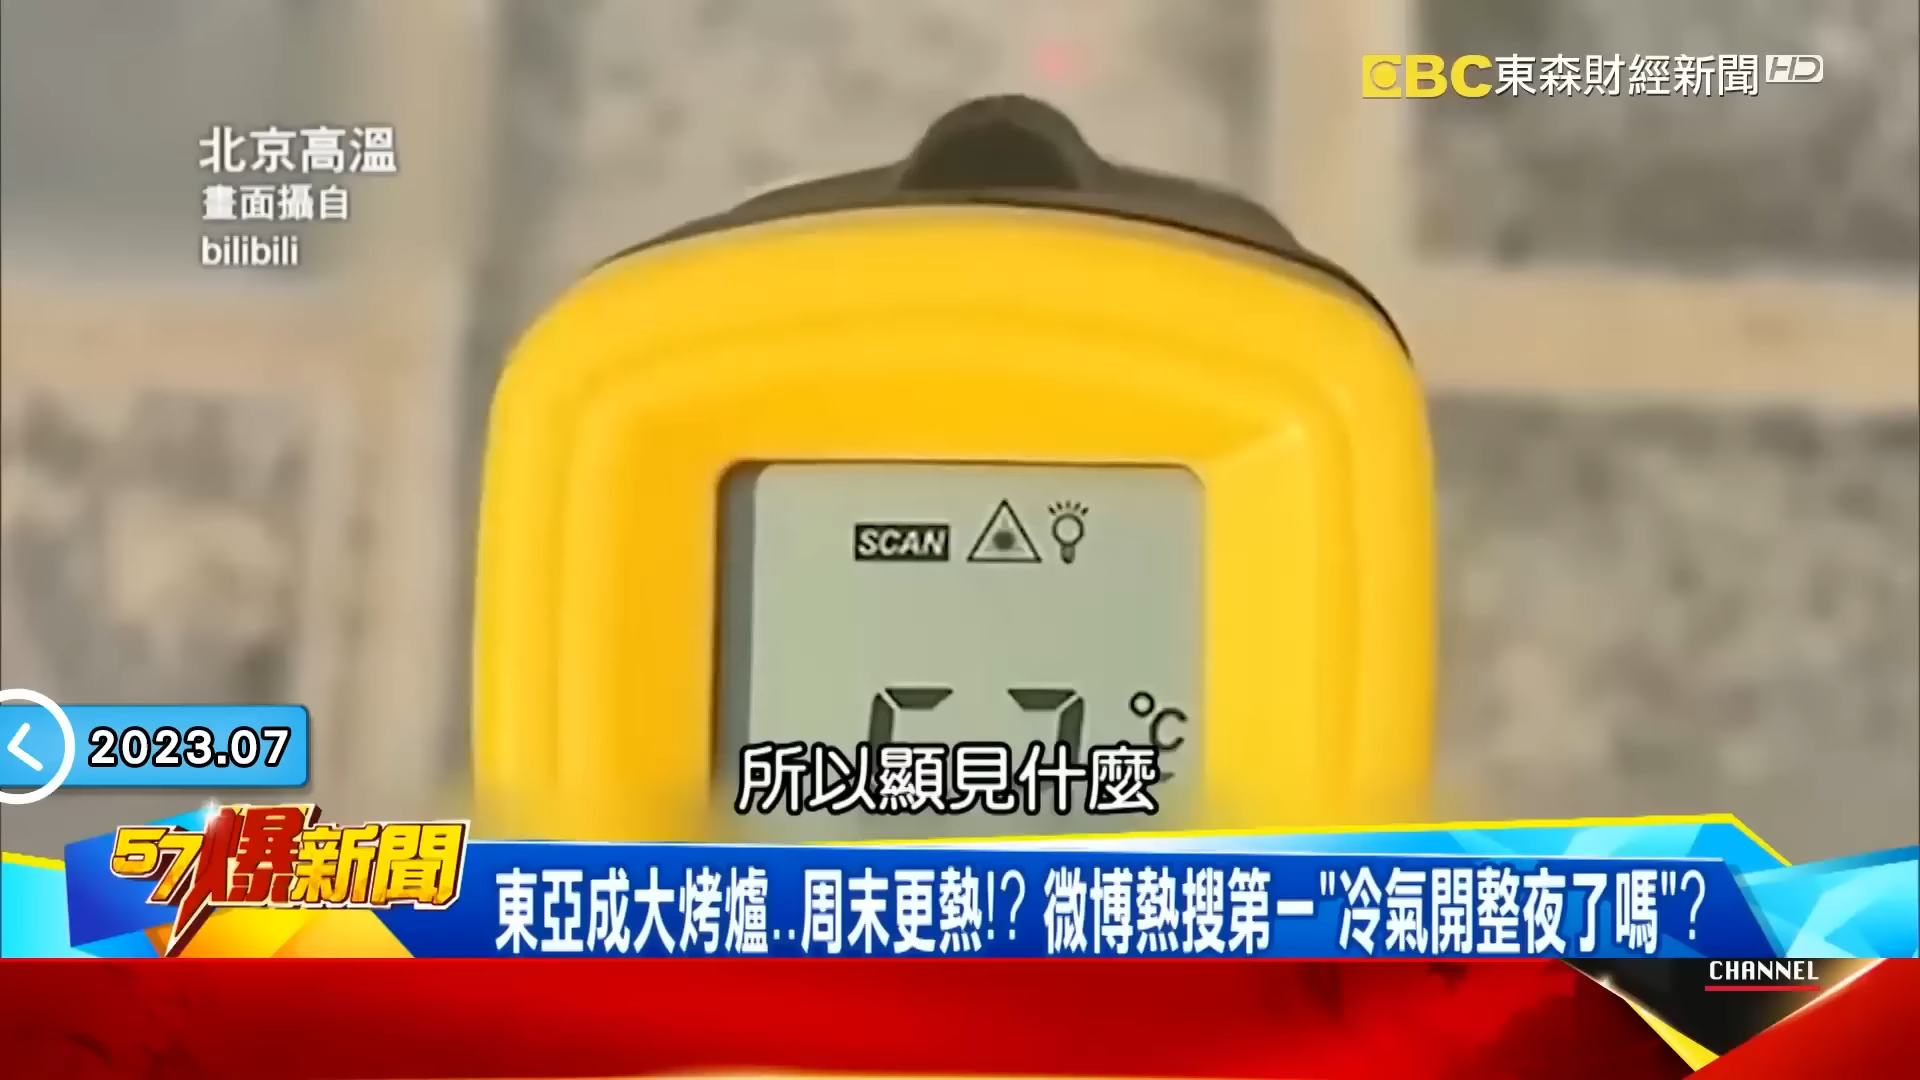 EBC東森財經新聞HD
北京高溫
畫面攝自
bilibili
SCAN
°C
2023.07
所以顯見什麼
57爆新聞
東亞成大烤爐..周末更熱!? 微博熱搜第一"冷氣開整夜了嗎"?
CHANNEL